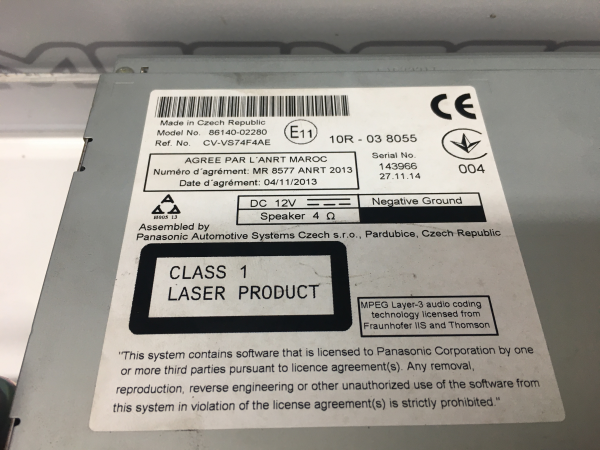 Made in Czech Republic
Model No. 86140-02280
Ref. No. CV-VS74F4AE
E11
10R - 03 8055
CE
Serial No.
143966
27.11.14
004
AGREE PAR L'ANRT MAROC
Numéro d'agrément: MR 8577 ANRT 2013
Date d'agrément: 04/11/2013
DC 12V
Negative Ground
Speaker 4 Ω
M905 13
Assembled by
Panasonic Automotive Systems Czech s.r.o., Pardubice, Czech Republic
CLASS 1
LASER PRODUCT
MPEG Layer-3 audio coding
technology licensed from
Fraunhofer IIS and Thomson
"This system contains software that is licensed to Panasonic Corporation by one
or more third parties pursuant to licence agreement(s). Any removal,
reproduction, reverse engineering or other unauthorized use of the software from
this system in violation of the license agreement(s) is strictly prohibited."